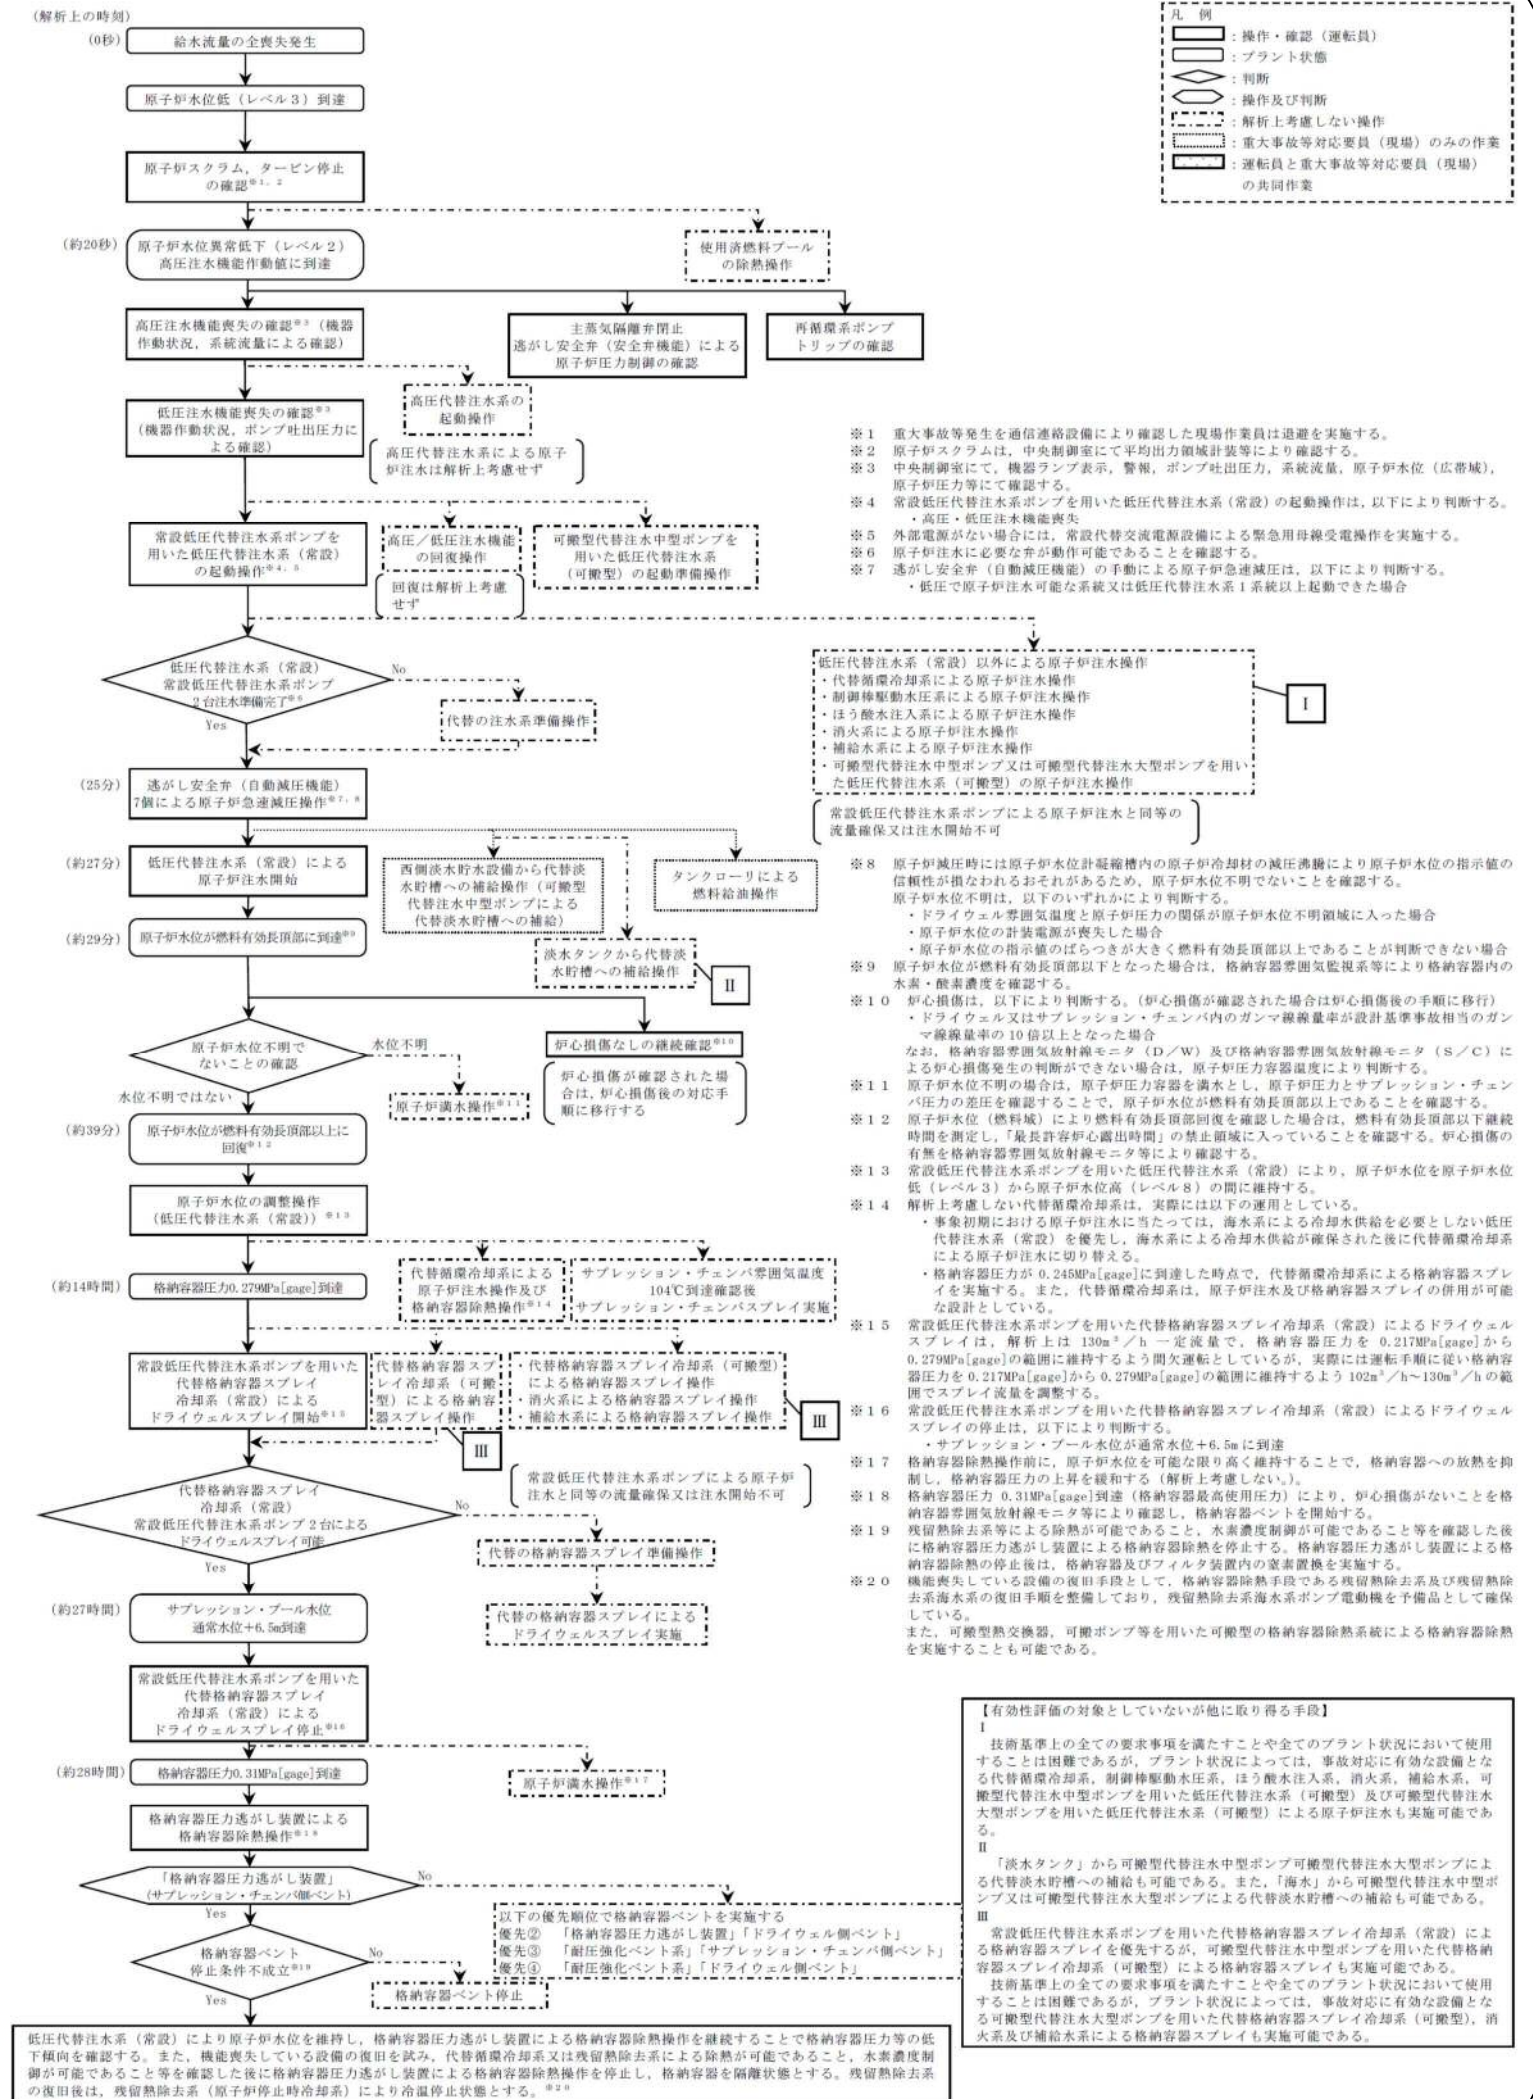 (解析上の時刻)
(0秒)
給水流量の全喪失発生
原子炉水位低（レベル3）到達
原子炉スクラム，タービン停止
の確認※1，2
(約20秒)
原子炉水位異常低下（レベル2）
高圧注水機能作動値に到達
使用済燃料プール
の除熱操作
高圧注水機能喪失の確認※3（機器
作動状況，系統流量による確認）
主蒸気隔離弁閉止
逃がし安全弁（安全弁機能）による
原子炉圧力制御の確認
再循環系ポンプ
トリップの確認
高圧代替注水系の
起動操作
高圧代替注水系による原子
炉注水は解析上考慮せず
低圧注水機能喪失の確認※3
（機器作動状況，ポンプ吐出圧力に
よる確認）
常設低圧代替注水系ポンプを
用いた低圧代替注水系（常設）
の起動操作※4，5
高圧／低圧注水機能
の回復操作
回復は解析上考慮
せず
可搬型代替注水中型ポンプを
用いた低圧代替注水系
（可搬型）の起動準備操作
低圧代替注水系（常設）
常設低圧代替注水系ポンプ
2台注水準備完了※6
No
Yes
代替の注水系準備操作
低圧代替注水系（常設）以外による原子炉注水操作
・代替循環冷却系による原子炉注水操作
・制御棒駆動水圧系による原子炉注水操作
・ほう酸水注入系による原子炉注水操作
・消火系による原子炉注水操作
・補給水系による原子炉注水操作
・可搬型代替注水中型ポンプ又は可搬型代替注水大型ポンプを用い
た低圧代替注水系（可搬型）の原子炉注水操作
Ⅰ
常設低圧代替注水系ポンプによる原子炉注水と同等の
流量確保又は注水開始不可
(25分)
逃がし安全弁（自動減圧機能）
7個による原子炉急速減圧操作※7，8
(約27分)
低圧代替注水系（常設）による
原子炉注水開始
西側淡水貯水設備から代替淡
水貯槽への補給操作（可搬型
代替注水中型ポンプによる
代替淡水貯槽への補給）
タンクローリによる
燃料給油操作
淡水タンクから代替淡
水貯槽への補給操作
Ⅱ
(約29分)
原子炉水位が燃料有効長頂部に到達※9
原子炉水位不明で
ないことの確認
水位不明
水位不明ではない
原子炉満水操作※11
炉心損傷なしの継続確認※10
炉心損傷が確認された場
合は，炉心損傷後の対応手
順に移行する
(約39分)
原子炉水位が燃料有効長頂部以上に
回復※12
原子炉水位の調整操作
（低圧代替注水系（常設））※13
(約14時間)
格納容器圧力0.279MPa[gage]到達
代替循環冷却系による
原子炉注水操作及び
格納容器除熱操作※14
サプレッション・チェンバ雰囲気温度
104℃到達確認後
サプレッション・チェンバスプレイ実施
常設低圧代替注水系ポンプを用いた
代替格納容器スプレイ
冷却系（常設）による
ドライウェルスプレイ開始※15
代替格納容器スプ
レイ冷却系（可搬
型）による格納容
器スプレイ操作
Ⅲ
・代替格納容器スプレイ冷却系（可搬型）
による格納容器スプレイ操作
・消火系による格納容器スプレイ操作
・補給水系による格納容器スプレイ操作
Ⅲ
常設低圧代替注水系ポンプによる原子炉
注水と同等の流量確保又は注水開始不可
代替格納容器スプレイ
冷却系（常設）
常設低圧代替注水系ポンプ2台による
ドライウェルスプレイ可能
No
Yes
代替の格納容器スプレイ準備操作
代替の格納容器スプレイによる
ドライウェルスプレイ実施
(約27時間)
サプレッション・プール水位
通常水位+6.5m到達
常設低圧代替注水系ポンプを用いた
代替格納容器スプレイ
冷却系（常設）による
ドライウェルスプレイ停止※16
(約28時間)
格納容器圧力0.31MPa[gage]到達
原子炉満水操作※17
格納容器圧力逃がし装置による
格納容器除熱操作※18
「格納容器圧力逃がし装置」
(サプレッション・チェンバ側ベント)
No
Yes
以下の優先順位で格納容器ベントを実施する
優先②　「格納容器圧力逃がし装置」「ドライウェル側ベント」
優先③　「耐圧強化ベント系」「サプレッション・チェンバ側ベント」
優先④　「耐圧強化ベント系」「ドライウェル側ベント」
格納容器ベント
停止条件不成立※19
No
Yes
格納容器ベント停止
低圧代替注水系（常設）により原子炉水位を維持し，格納容器圧力逃がし装置による格納容器除熱操作を継続することで格納容器圧力等の低
下傾向を確認する。また，機能喪失している設備の復旧を試み，代替循環冷却系又は残留熱除去系による除熱が可能であること，水素濃度制
御が可能であること等を確認した後に格納容器圧力逃がし装置による格納容器除熱操作を停止し，格納容器を隔離状態とする。残留熱除去系
の復旧後は，残留熱除去系（原子炉停止時冷却系）により冷温停止状態とする。※20
凡　例
：操作・確認（運転員）
：プラント状態
：判断
：操作及び判断
：解析上考慮しない操作
：重大事故等対応要員（現場）のみの作業
：運転員と重大事故等対応要員（現場）
の共同作業
※1　重大事故等発生を通信連絡設備により確認した現場作業員は退避を実施する。
※2　原子炉スクラムは，中央制御室にて平均出力領域計装等により確認する。
※3　中央制御室にて，機器ランプ表示，警報，ポンプ吐出圧力，系統流量，原子炉水位（広帯域），
原子炉圧力等にて確認する。
※4　常設低圧代替注水系ポンプを用いた低圧代替注水系（常設）の起動操作は，以下により判断する。
・高圧・低圧注水機能喪失
※5　外部電源がない場合には，常設代替交流電源設備による緊急用母線受電操作を実施する。
※6　原子炉注水に必要な弁が動作可能であることを確認する。
※7　逃がし安全弁（自動減圧機能）の手動による原子炉急速減圧は，以下により判断する。
・低圧で原子炉注水可能な系統又は低圧代替注水系1系統以上起動できた場合
※8　原子炉減圧時には原子炉水位計凝縮槽内の原子炉冷却材の減圧沸騰により原子炉水位の指示値の
信頼性が損なわれるおそれがあるため，原子炉水位不明でないことを確認する。
原子炉水位不明は，以下のいずれかにより判断する。
・ドライウェル雰囲気温度と原子炉圧力の関係が原子炉水位不明領域に入った場合
・原子炉水位の計装電源が喪失した場合
・原子炉水位の指示値のばらつきが大きく燃料有効長頂部以上であることが判断できない場合
※9　原子炉水位が燃料有効長頂部以下となった場合は，格納容器雰囲気監視系等により格納容器内の
水素・酸素濃度を確認する。
※10　炉心損傷は，以下により判断する。（炉心損傷が確認された場合は炉心損傷後の手順に移行）
・ドライウェル又はサプレッション・チェンバ内のガンマ線線量率が設計基準事故相当のガン
マ線線量率の10倍以上となった場合
なお，格納容器雰囲気放射線モニタ（D／W）及び格納容器雰囲気放射線モニタ（S／C）に
よる炉心損傷発生の判断ができない場合は，原子炉圧力容器温度により判断する。
※11　原子炉水位不明の場合は，原子炉圧力容器を満水とし，原子炉圧力とサプレッション・チェン
バ圧力の差圧を確認することで，原子炉水位が燃料有効長頂部以上であることを確認する。
※12　原子炉水位（燃料域）により燃料有効長頂部回復を確認した場合は，燃料有効長頂部以下継続
時間を測定し，「最長許容炉心露出時間」の禁止領域に入っていることを確認する。炉心損傷の
有無を格納容器雰囲気放射線モニタ等により確認する。
※13　常設低圧代替注水系ポンプを用いた低圧代替注水系（常設）により，原子炉水位を原子炉水位
低（レベル3）から原子炉水位高（レベル8）の間に維持する。
※14　解析上考慮しない代替循環冷却系は，実際には以下の運用としている。
・事象初期における原子炉注水に当たっては，海水系による冷却水供給を必要としない低圧
代替注水系（常設）を優先し，海水系による冷却水供給が確保された後に代替循環冷却系
による原子炉注水に切り替える。
・格納容器圧力が0.245MPa[gage]に到達した時点で，代替循環冷却系による格納容器スプレ
イを実施する。また，代替循環冷却系は，原子炉注水及び格納容器スプレイの併用が可能
な設計としている。
※15　常設低圧代替注水系ポンプを用いた代替格納容器スプレイ冷却系（常設）によるドライウェル
スプレイは，解析上は130m³／h一定流量で，格納容器圧力を0.217MPa[gage]から
0.279MPa[gage]の範囲に維持するよう間欠運転としているが，実際には運転手順に従い格納容
器圧力を0.217MPa[gage]から0.279MPa[gage]の範囲に維持するよう102m³／h～130m³／hの範
囲でスプレイ流量を調整する。
※16　常設低圧代替注水系ポンプを用いた代替格納容器スプレイ冷却系（常設）によるドライウェル
スプレイの停止は，以下により判断する。
・サプレッション・プール水位が通常水位+6.5mに到達
※17　格納容器除熱操作前に，原子炉水位を可能な限り高く維持することで，格納容器への放熱を抑
制し，格納容器圧力の上昇を緩和する（解析上考慮しない。）。
※18　格納容器圧力0.31MPa[gage]到達（格納容器最高使用圧力）により，炉心損傷がないことを格
納容器雰囲気放射線モニタ等により確認し，格納容器ベントを開始する。
※19　残留熱除去系等による除熱が可能であること，水素濃度制御が可能であること等を確認した後
に格納容器圧力逃がし装置による格納容器除熱を停止する。格納容器圧力逃がし装置による格
納容器除熱の停止後は，格納容器及びフィルタ装置内の窒素置換を実施する。
※20　機能喪失している設備の復旧手段として，格納容器除熱手段である残留熱除去系及び残留熱除
去系海水系の復旧手順を整備しており，残留熱除去系海水系ポンプ電動機を予備品として確保
している。
また，可搬型熱交換器，可搬ポンプ等を用いた可搬型の格納容器除熱系統による格納容器除熱
を実施することも可能である。
【有効性評価の対象としていないが他に取り得る手段】
Ⅰ
技術基準上の全ての要求事項を満たすことや全てのプラント状況において使用
することは困難であるが，プラント状況によっては，事故対応に有効な設備とな
る代替循環冷却系，制御棒駆動水圧系，ほう酸水注入系，消火系，補給水系，可
搬型代替注水中型ポンプを用いた低圧代替注水系（可搬型）及び可搬型代替注水
大型ポンプを用いた低圧代替注水系（可搬型）による原子炉注水も実施可能であ
る。
Ⅱ
「淡水タンク」から可搬型代替注水中型ポンプ可搬型代替注水大型ポンプによ
る代替淡水貯槽への補給も可能である。また，「海水」から可搬型代替注水中型ポ
ンプ又は可搬型代替注水大型ポンプによる代替淡水貯槽への補給も可能である。
Ⅲ
常設低圧代替注水系ポンプを用いた代替格納容器スプレイ冷却系（常設）によ
る格納容器スプレイを優先するが，可搬型代替注水中型ポンプを用いた代替格納
容器スプレイ冷却系（可搬型）による格納容器スプレイも実施可能である。
技術基準上の全ての要求事項を満たすことや全てのプラント状況において使用
することは困難であるが，プラント状況によっては，事故対応に有効な設備とな
る可搬型代替注水大型ポンプを用いた代替格納容器スプレイ冷却系（可搬型），消
火系及び補給水系による格納容器スプレイも実施可能である。